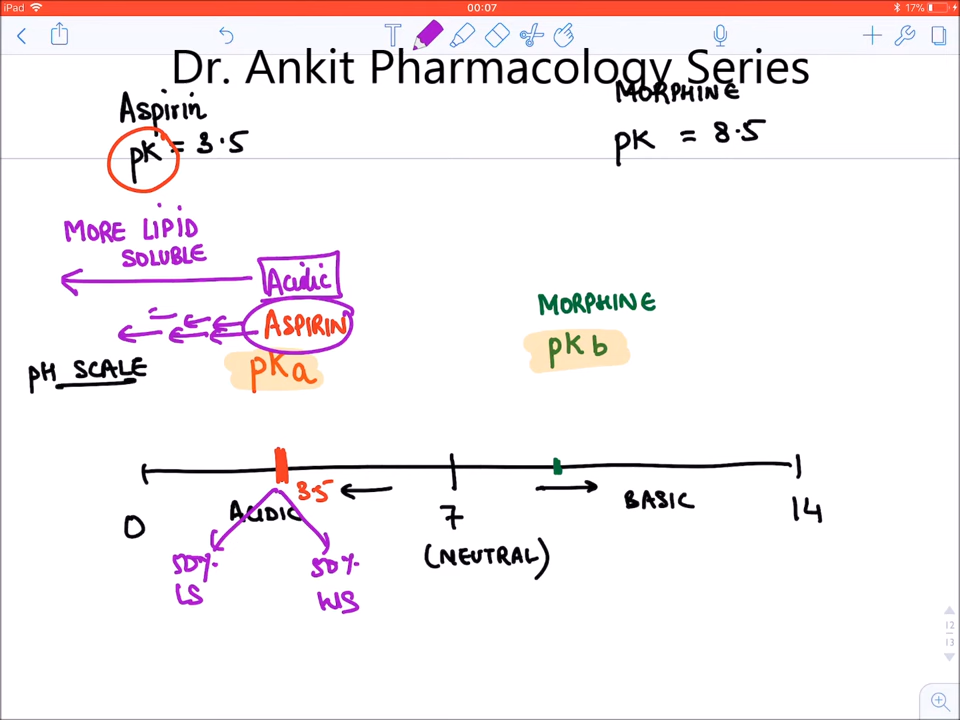 iPad
00:07
17%
T
Dr. Ankit Pharmacology Series
Aspirin
pK = 3.5
MORPHINE
pK = 8.5
MORE LIPID
SOLUBLE
Acidic
ASPIRIN
pKa
MORPHINE
pKb
pH SCALE
3.5
0
ACIDIC
7
(NEUTRAL)
BASIC
14
50%
LS
50%
WS
12
13